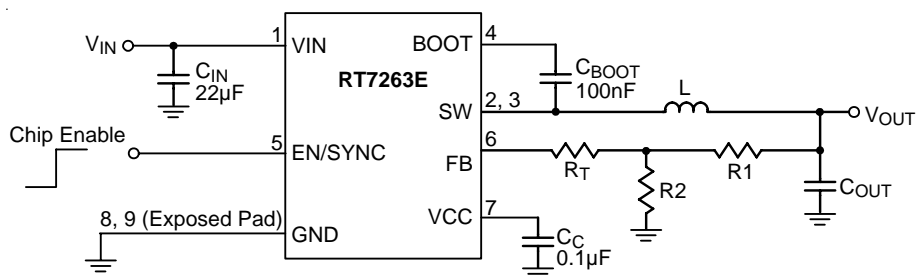 VIN
1
VIN
CIN
22µF
RT7263E
BOOT
4
CBOOT
100nF
SW
2, 3
L
VOUT
Chip Enable
5
EN/SYNC
FB
6
RT
R2
R1
COUT
8, 9 (Exposed Pad)
GND
VCC
7
CC
0.1µF